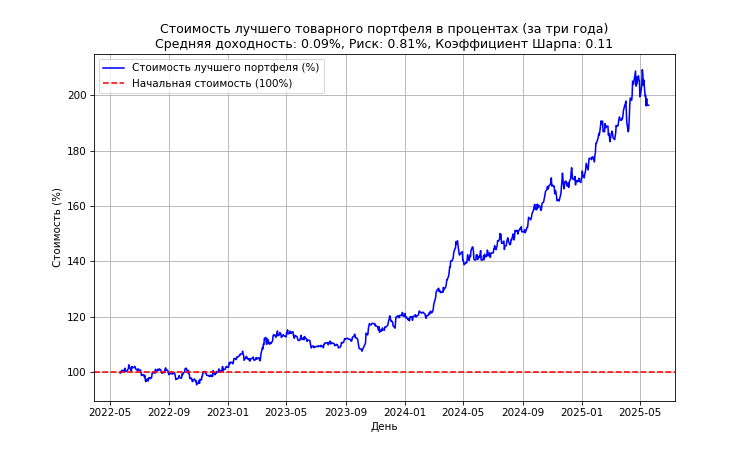 Стоимость лучшего товарного портфеля в процентах (за три года)
Средняя доходность: 0.09%, Риск: 0.81%, Коэффициент Шарпа: 0.11
Стоимость лучшего портфеля (%)
Начальная стоимость (100%)
Стоимость (%)
200
180
160
140
120
100
2022-05 2022-09 2023-01 2023-05 2023-09 2024-01 2024-05 2024-09 2025-01 2025-05
День